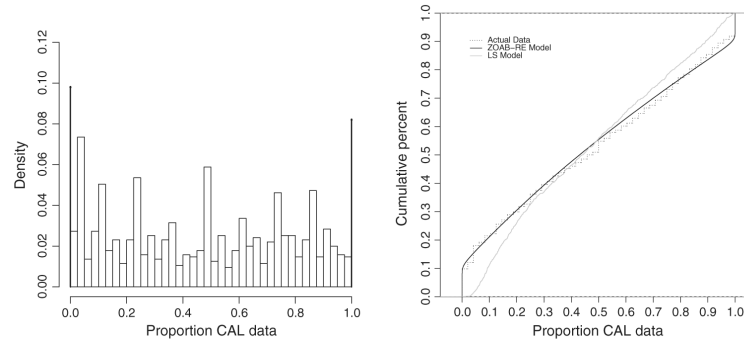 0.12
0.10
0.08
0.06
0.04
0.02
0.00
Density
0.0 0.2 0.4 0.6 0.8 1.0
Proportion CAL data
1.0
0.9
0.8
0.7
0.6
0.5
0.4
0.3
0.2
0.1
0.0
Cumulative percent
Actual Data
ZOAB−RE Model
LS Model
0.0 0.1 0.2 0.3 0.4 0.5 0.6 0.7 0.8 0.9 1.0
Proportion CAL data